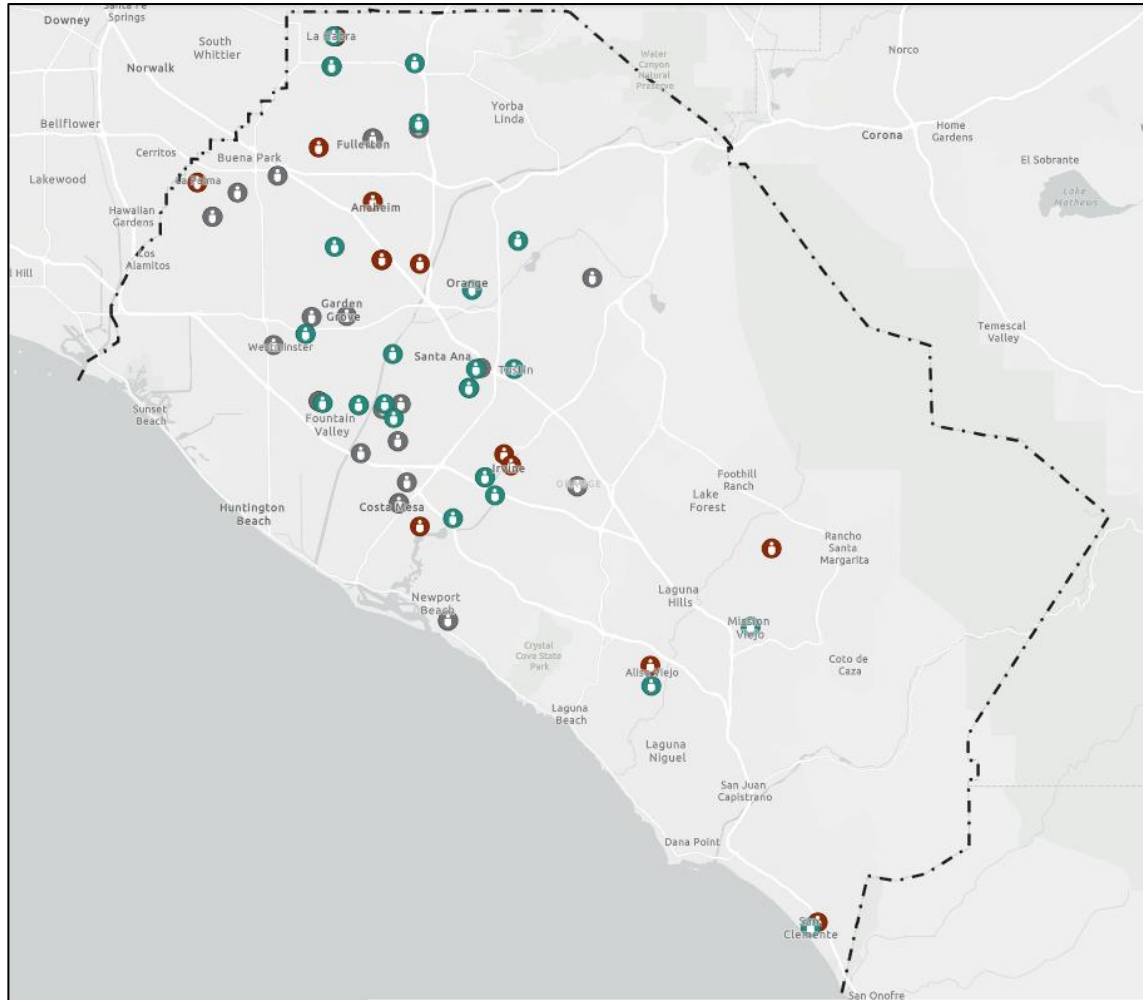 Santa Fe
Springs
Downey
South
Whittier
La Habra
Norwalk
Water
Canyon
Natural
Preserve
Norco
Yorba
Linda
Bellflower
Corona
Home
Gardens
Cerritos
Fullerton
Buena Park
El Sobrante
Lakewood
La Palma
Lake
Mathews
Hawaiian
Gardens
Anaheim
Los
Alamitos
l Hill
Orange
Garden
Grove
Temescal
Valley
Westminster
Santa Ana
Tustin
Sunset
Beach
Fountain
Valley
Irvine
ORANGE
Foothill
Ranch
Lake
Forest
Huntington
Beach
Costa Mesa
Rancho
Santa
Margarita
Laguna
Hills
Newport
Beach
Mission
Viejo
Crystal
Cove State
Park
Aliso Viejo
Coto de
Caza
Laguna
Beach
Laguna
Niguel
San Juan
Capistrano
Dana Point
San
Clemente
San Onofre